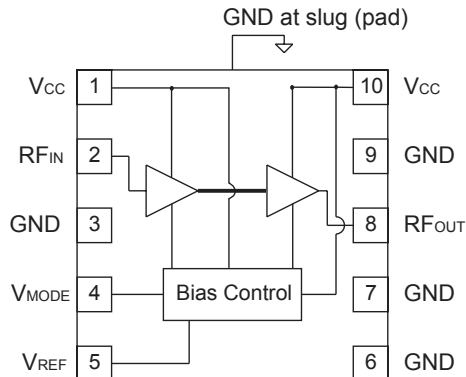 GND at slug (pad)
VCC 1 10 VCC
RFIN 2 9 GND
GND 3 8 RFOUT
VMODE 4 Bias Control 7 GND
VREF 5 6 GND